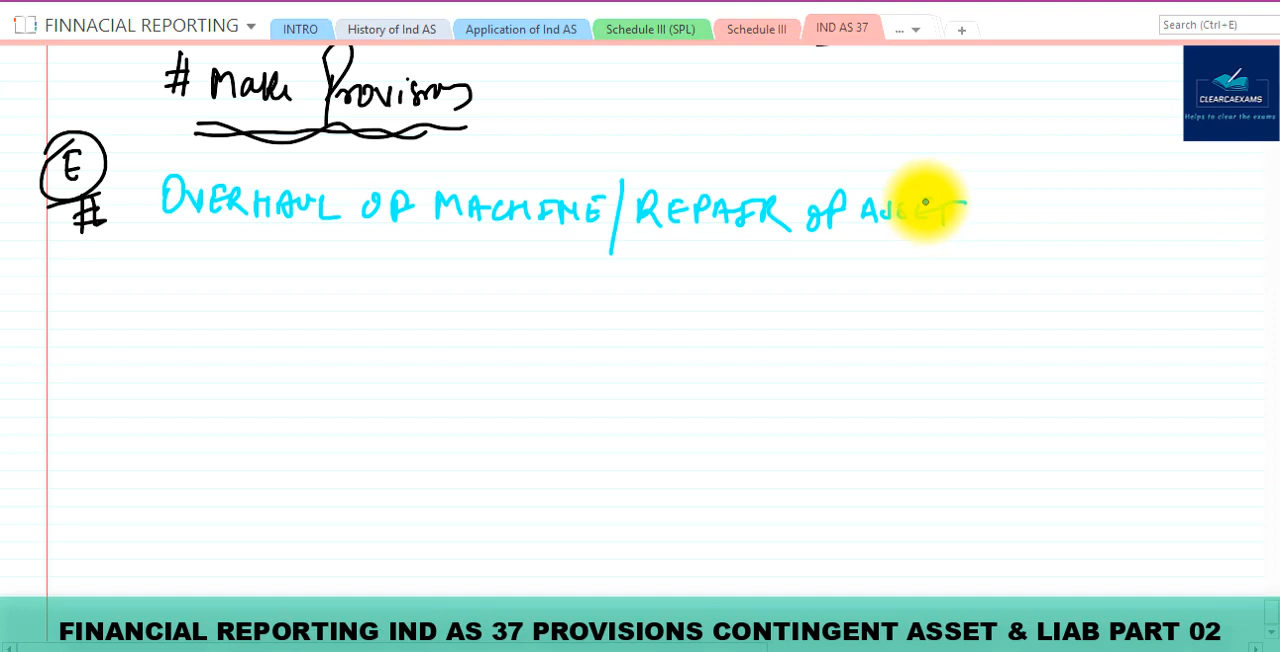 FINNACIAL REPORTING
INTRO
History of Ind AS
Application of Ind AS
Schedule III (SPL)
Schedule III
IND AS 37
...
+
Search (Ctrl+E)
# Make Provisions
CLEARCAEXAMS
Helps to clear the exams
E
# OVERHAUL OF MACHINE/REPAIR OF ASSET
FINANCIAL REPORTING IND AS 37 PROVISIONS CONTINGENT ASSET & LIAB PART 02